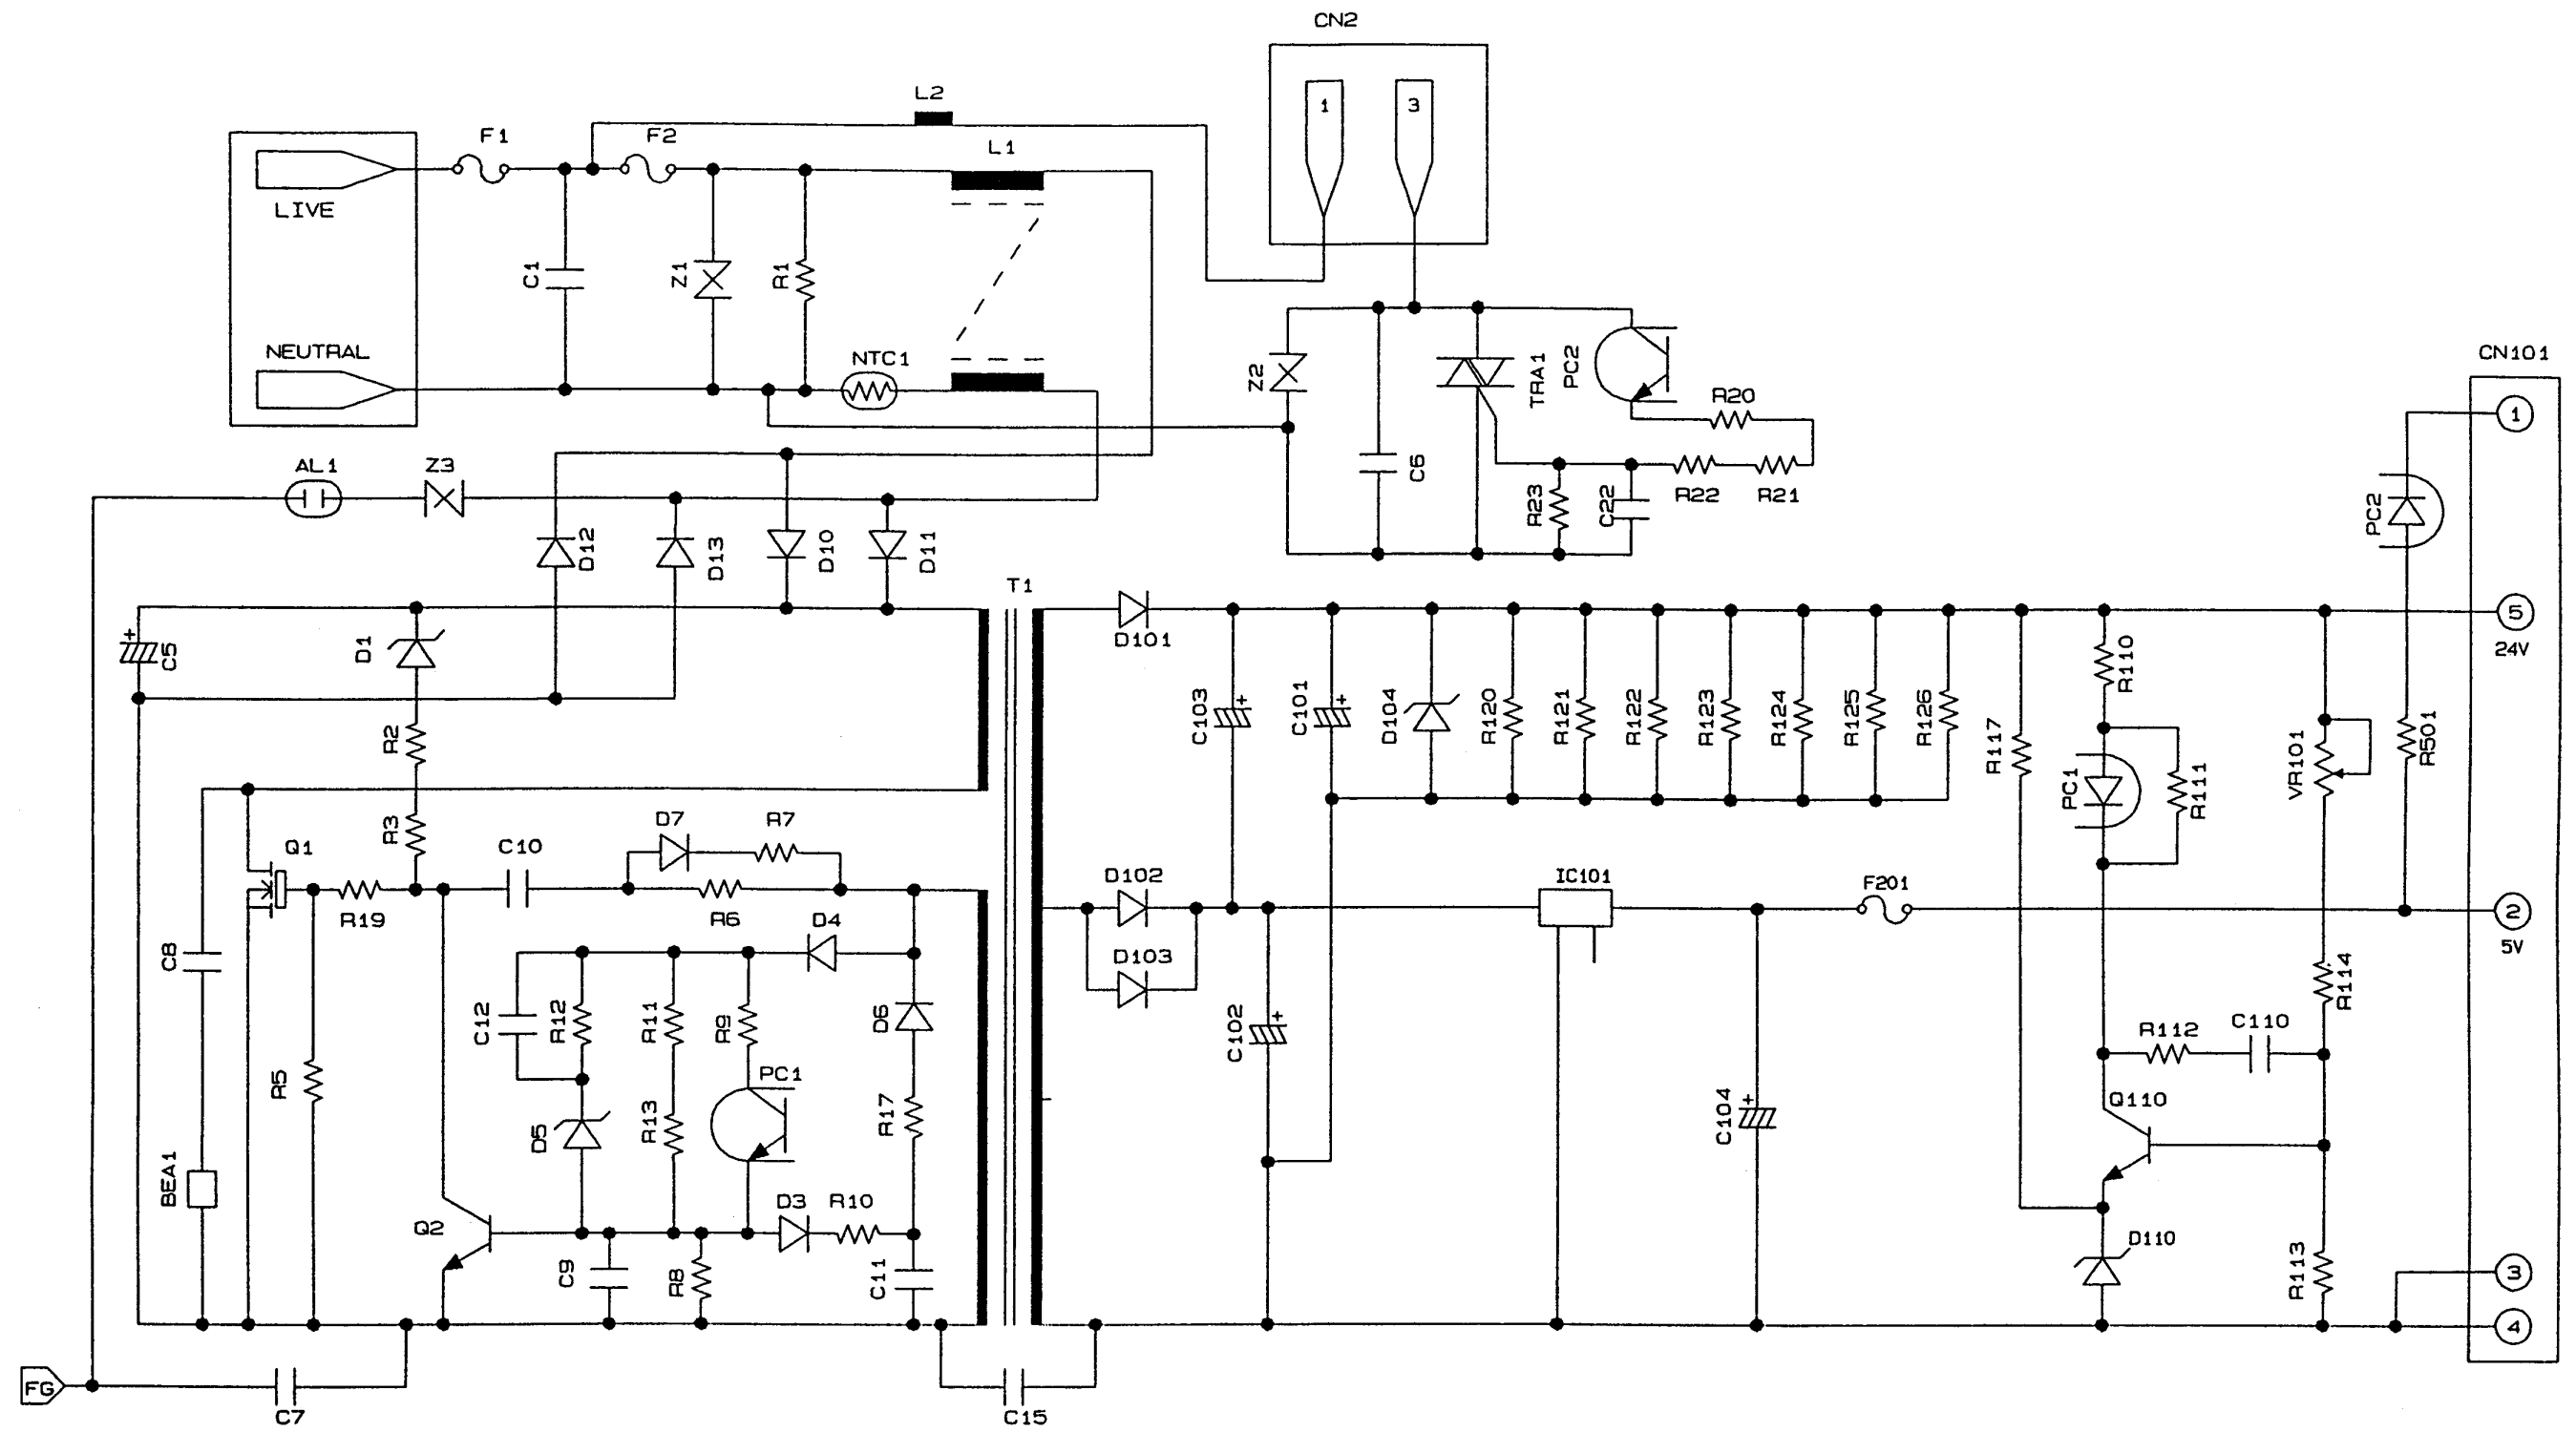 CN2
1
3
L2
F1
F2
L1
LIVE
C1
Z1
R1
NEUTRAL
NTC1
Z2
C6
TRA1
PC2
R20
R22
R21
R23
C22
CN101
1
PC2
AL1
Z3
D12
D13
D10
D11
T1
D101
5
24V
C5
D1
R2
R3
C103
C101
D104
R120
R121
R122
R123
R124
R125
R126
R117
R110
PC1
R111
VR101
R501
Q1
R19
C10
D7
R7
R6
D4
D102
D103
IC101
F201
2
5V
C8
R5
C12
R12
R11
R9
D6
C102
C104
R114
R112
C110
PC1
D5
R13
R17
Q110
BEA1
Q2
D3
R10
D110
C9
R8
C11
R113
3
4
FG
C7
C15